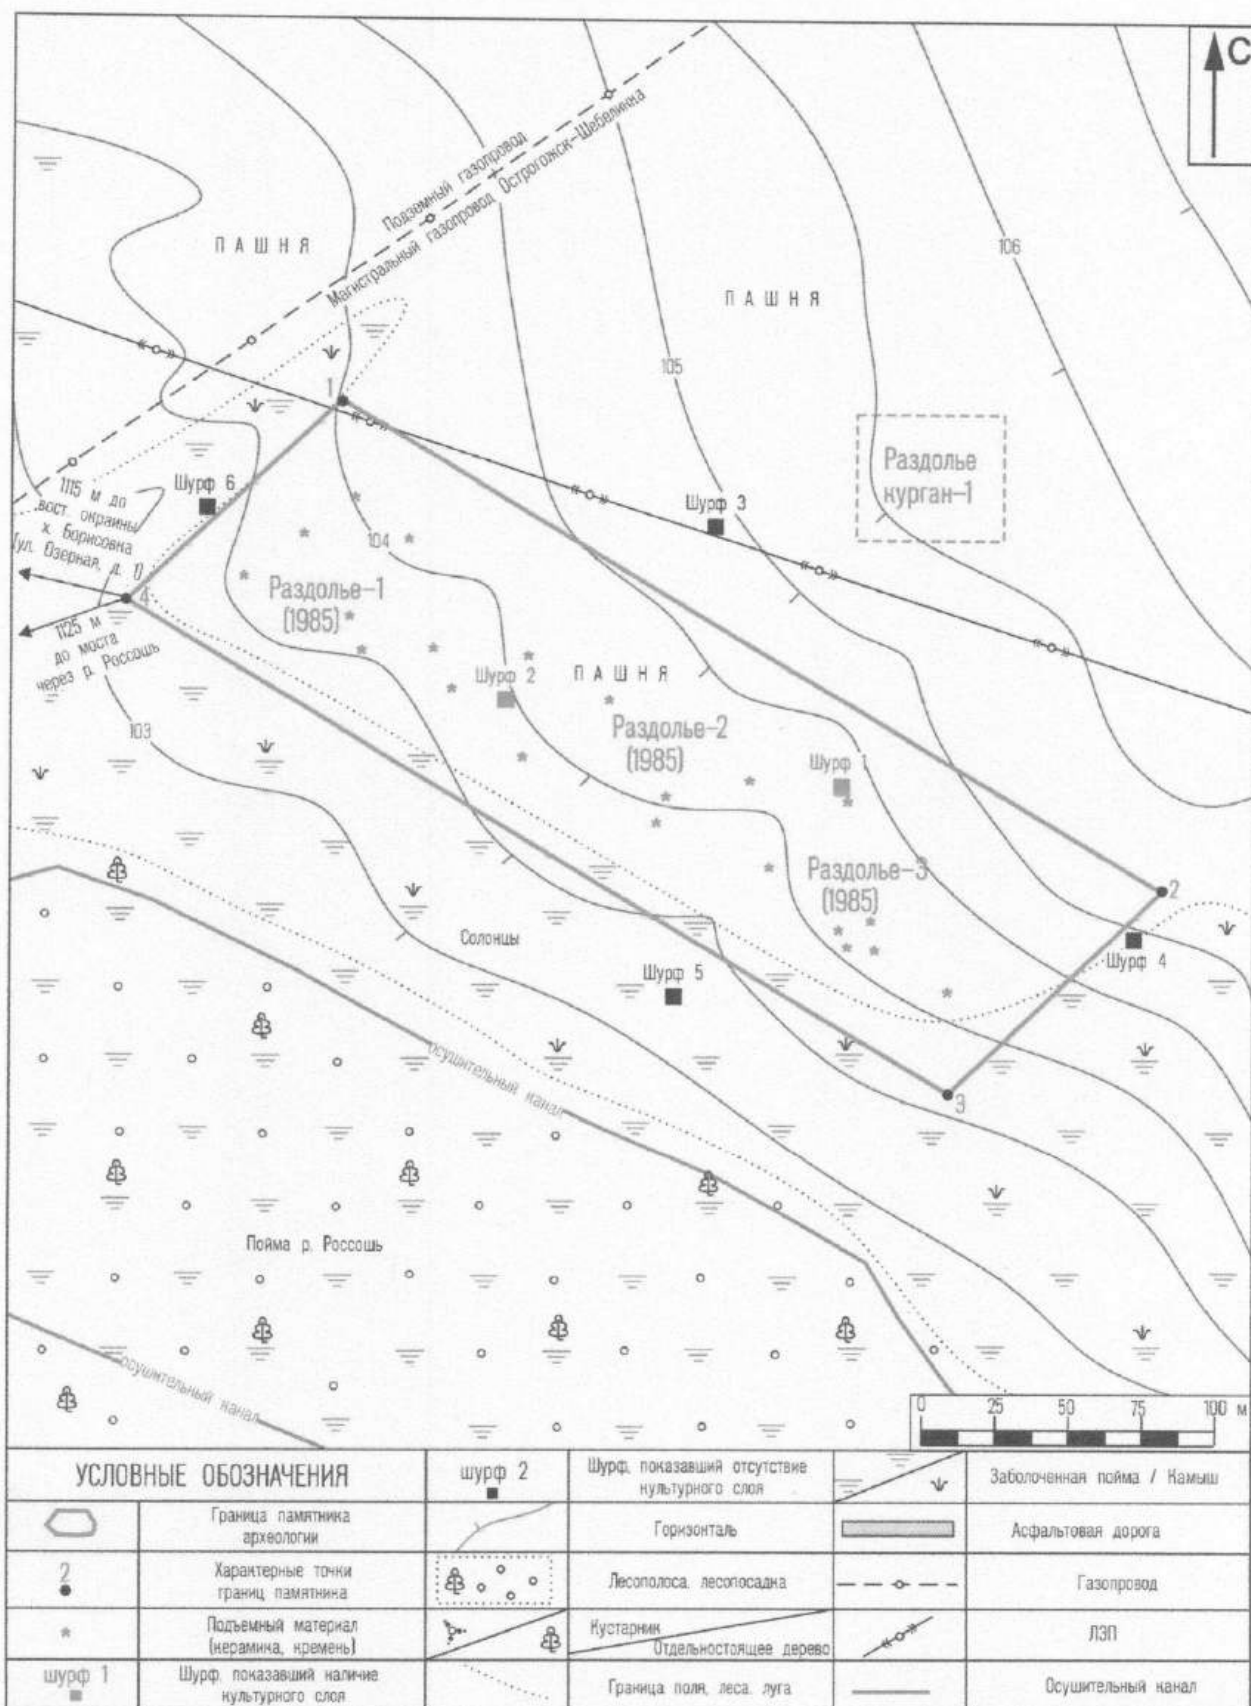 С
Подземный газопровод
Магистральный газопровод Острогожск-Шебелинка
ПАШНЯ
ПАШНЯ
106
105
Раздолье
курган-1
1
Шурф 6
Шурф 3
1115 м до
вост. окраины
х. Борисовка
(ул. Озерная, д. 1)
104
Раздолье-1
(1985)
4
1125 м
до моста
через р. Россошь
Шурф 2
ПАШНЯ
103
Раздолье-2
(1985)
Шурф 1
Раздолье-3
(1985)
2
Солонцы
Шурф 4
Шурф 5
осушительный канал
3
Пойма р. Россошь
осушительный канал
0 25 50 75 100 м
УСЛОВНЫЕ ОБОЗНАЧЕНИЯ
шурф 2
Шурф, показавший отсутствие
культурного слоя
Заболоченная пойма / Камыш
Граница памятника
археологии
Горизонталь
Асфальтовая дорога
2
Характерные точки
границ памятника
Лесополоса, лесопосадка
Газопровод
Подъемный материал
(керамика, кремень)
Кустарник
Отдельностоящее дерево
ЛЭП
шурф 1
Шурф, показавший наличие
культурного слоя
Граница поля, леса, луга
Осушительный канал